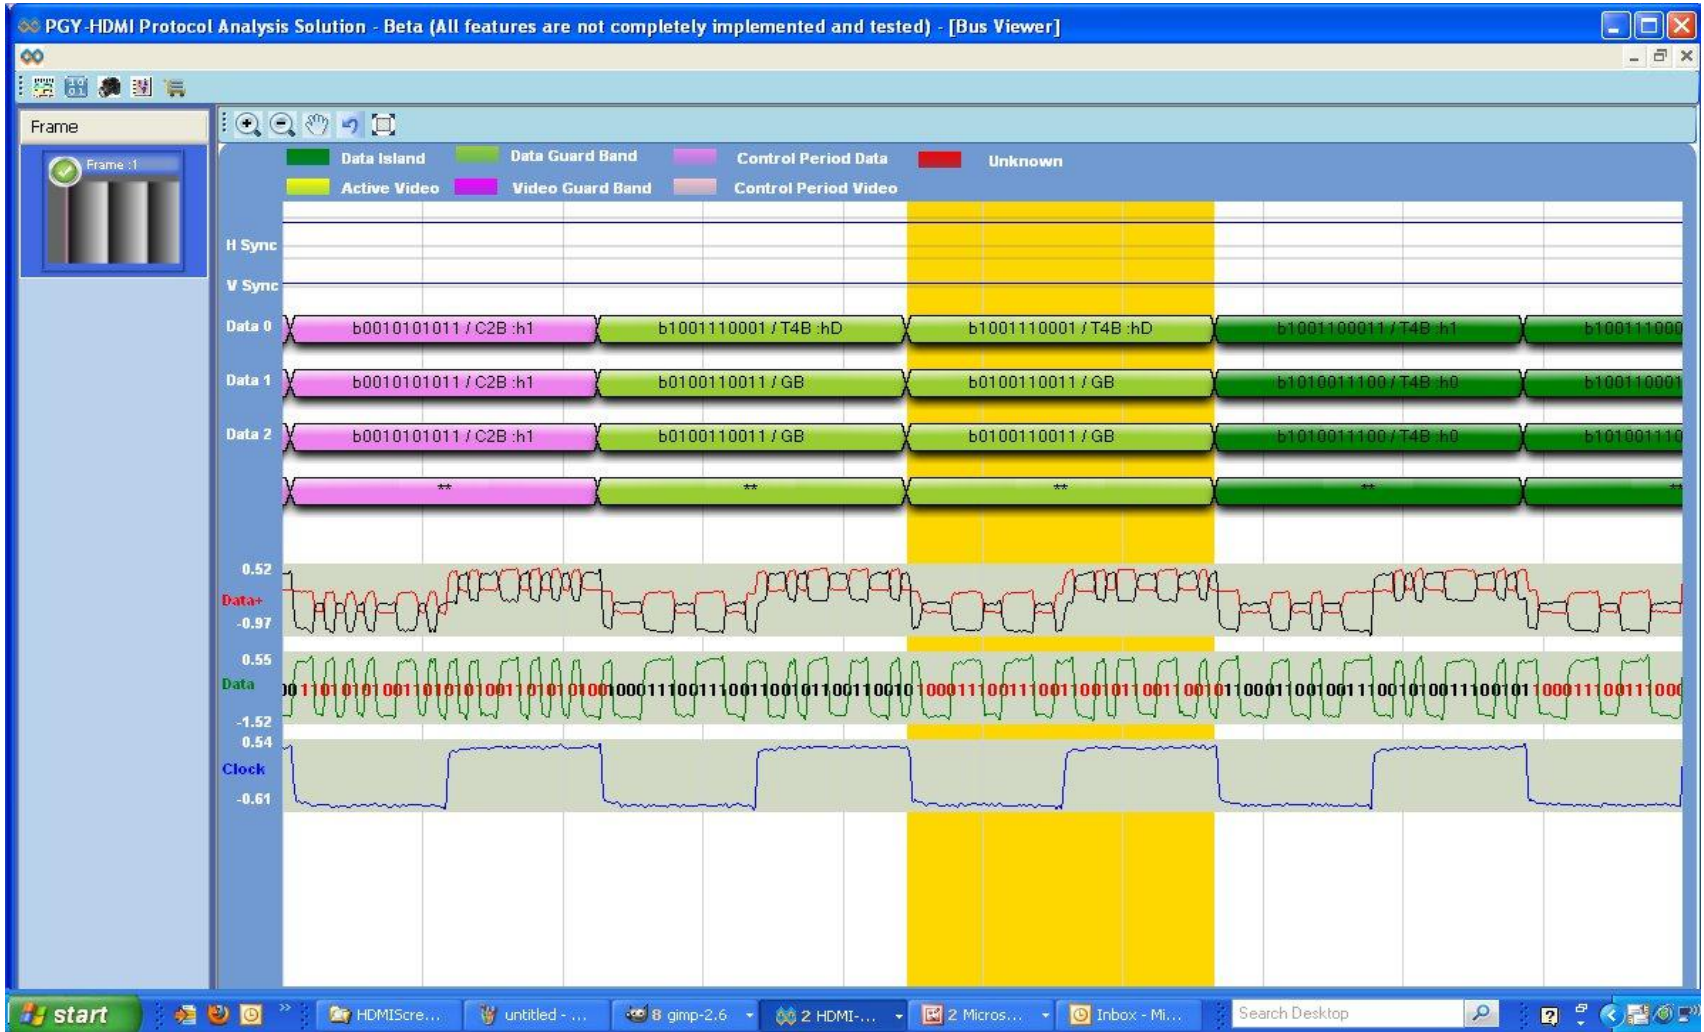 PGY-HDMI Protocol Analysis Solution - Beta (All features are not completely implemented and tested) - [Bus Viewer]
Frame
Frame :1
Data Island Data Guard Band Control Period Data Unknown
Active Video Video Guard Band Control Period Video
H Sync
V Sync
Data 0 b0010101011 / C2B :h1 b1001110001 / T4B :hD b1001110001 / T4B :hD b1001100011 / T4B :h1 b100111000
Data 1 b0010101011 / C2B :h1 b0100110011 / GB b0100110011 / GB b1010011100 / T4B :h0 b100110001
Data 2 b0010101011 / C2B :h1 b0100110011 / GB b0100110011 / GB b1010011100 / T4B :h0 b101001110
** ** ** ** **
0.52
Data+
-0.97
0.55
Data
-1.52
0.54
Clock
-0.61
start HDMIScre... untitled - ... 8 gimp-2.6 2 HDMI-... 2 Micros... Inbox - Mi... Search Desktop